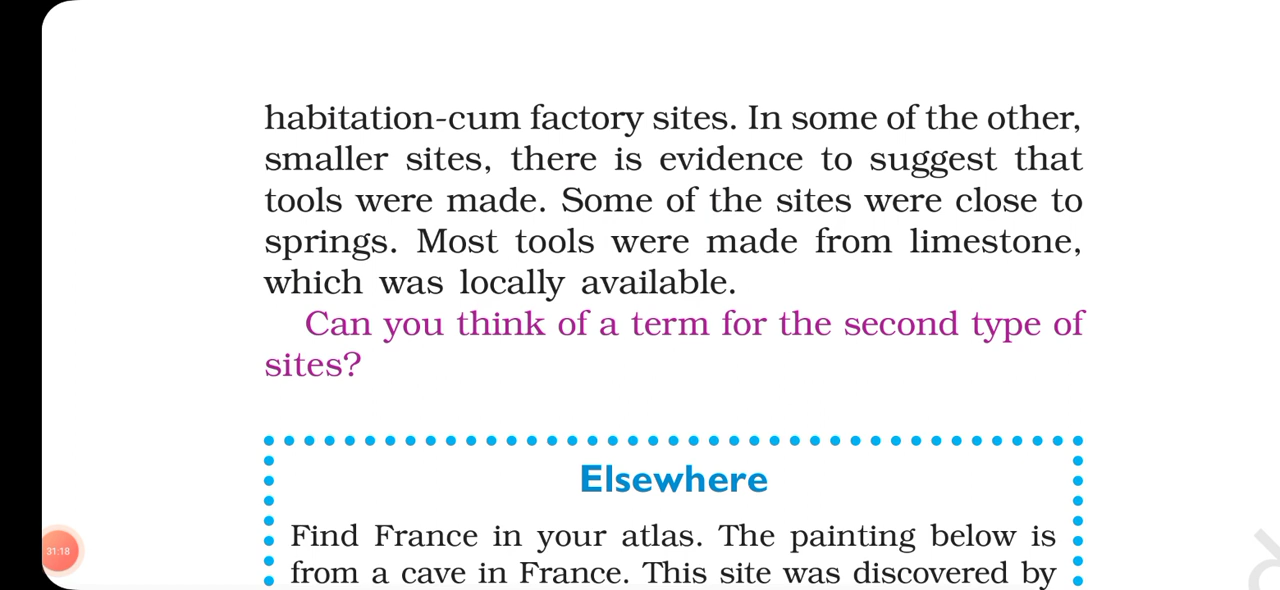 habitation-cum factory sites. In some of the other,
smaller sites, there is evidence to suggest that
tools were made. Some of the sites were close to
springs. Most tools were made from limestone,
which was locally available.
Can you think of a term for the second type of
sites?
Elsewhere
Find France in your atlas. The painting below is
31:18
from a cave in France. This site was discovered by